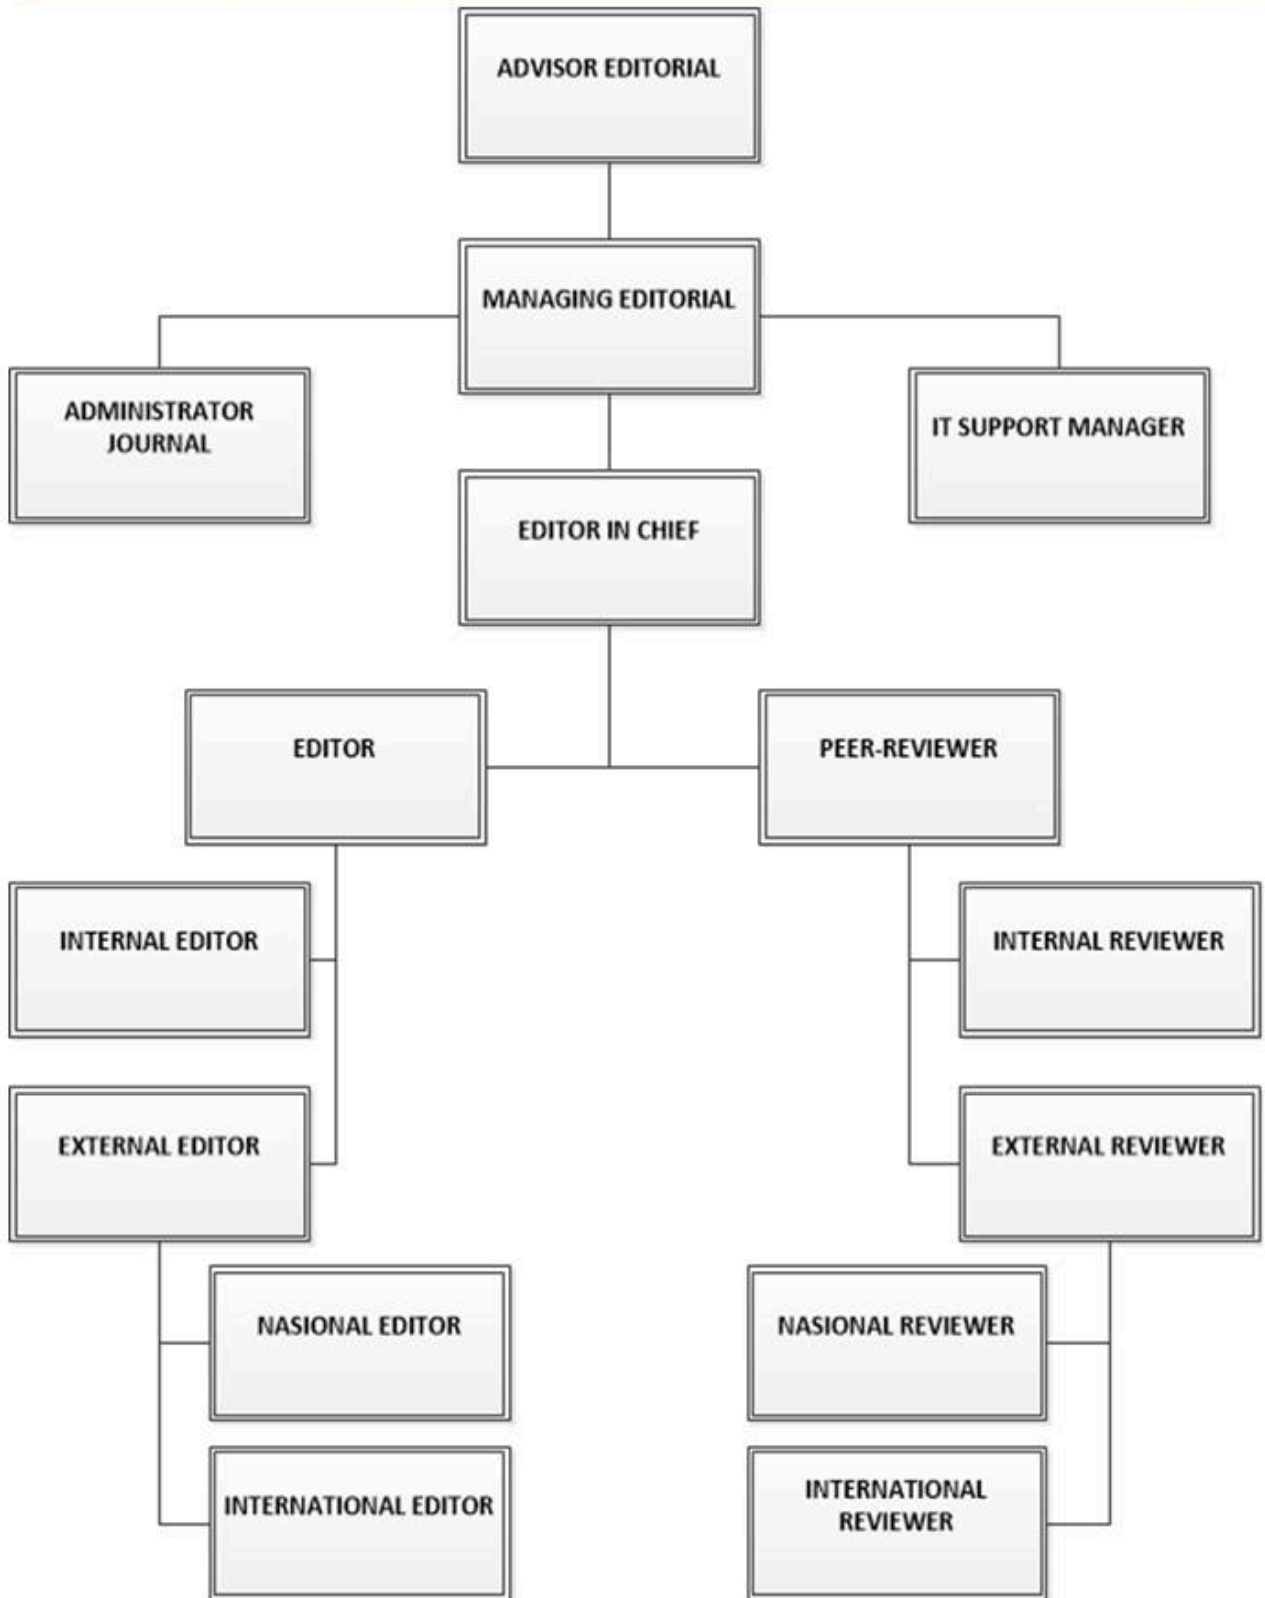 ADVISOR EDITORIAL
MANAGING EDITORIAL
ADMINISTRATOR
JOURNAL
IT SUPPORT MANAGER
EDITOR IN CHIEF
EDITOR
PEER-REVIEWER
INTERNAL EDITOR
INTERNAL REVIEWER
EXTERNAL EDITOR
EXTERNAL REVIEWER
NASIONAL EDITOR
NASIONAL REVIEWER
INTERNATIONAL EDITOR
INTERNATIONAL
REVIEWER